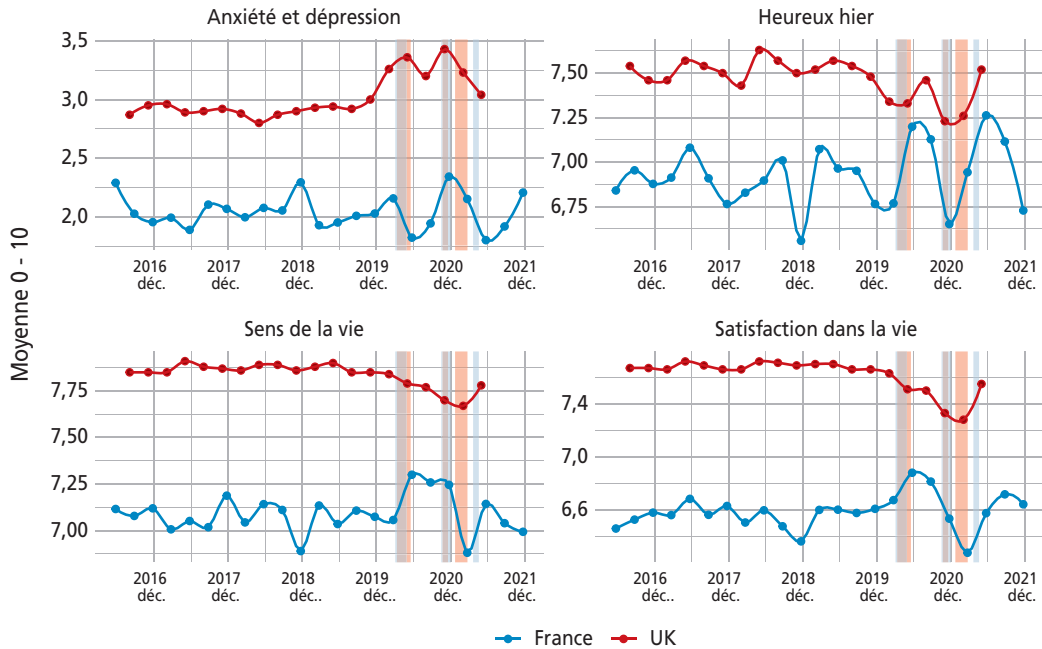 Anxiété et dépression
3,5
3,0
2,5
2,0
2016 2017 2018 2019 2020 2021
déc. déc. déc. déc. déc. déc.
Heureux hier
7,50
7,25
7,00
6,75
2016 2017 2018 2019 2020 2021
déc. déc. déc. déc. déc. déc.
Moyenne 0 - 10
Sens de la vie
7,75
7,50
7,25
7,00
2016 2017 2018 2019 2020 2021
déc. déc. déc.. déc.. déc. déc.
Satisfaction dans la vie
7,4
7,0
6,6
2016 2017 2018 2019 2020 2021
déc. déc. déc. déc. déc. déc.
France UK